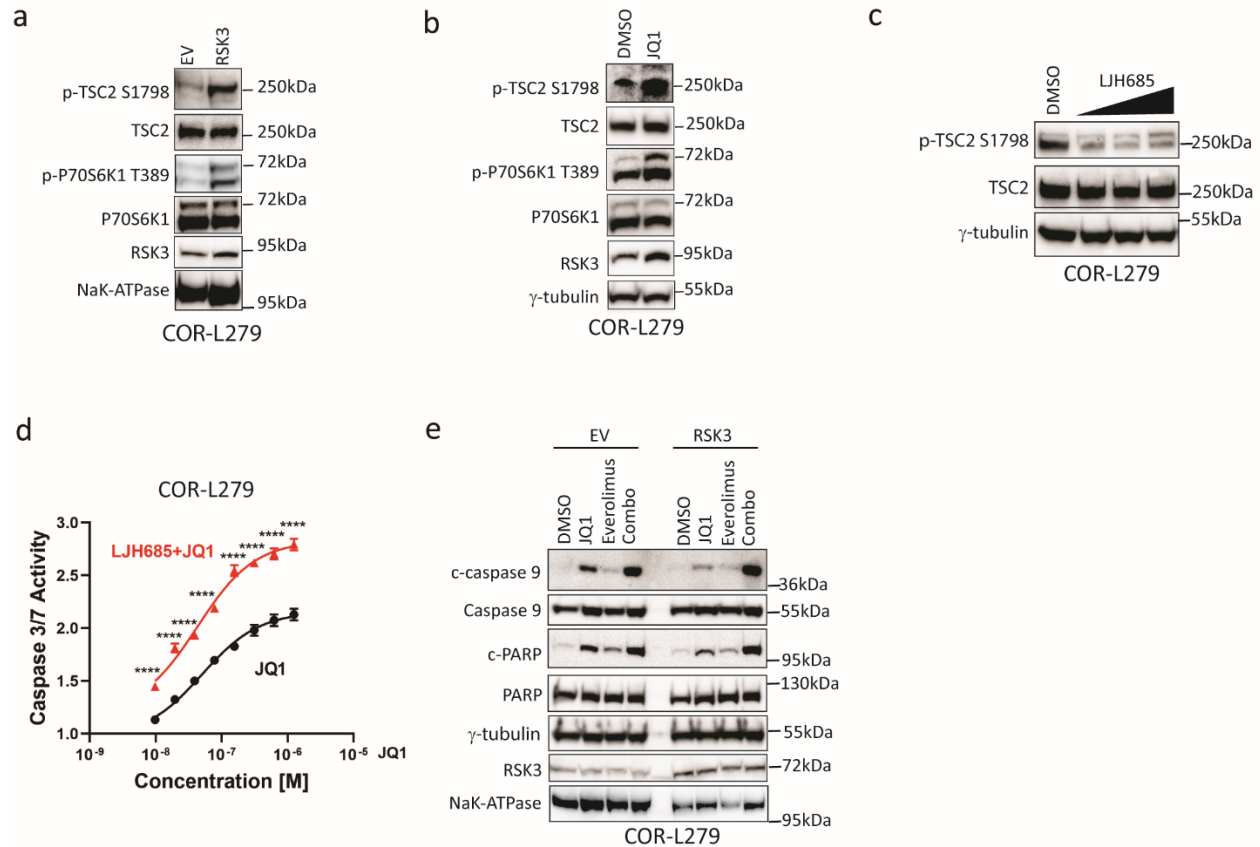 a
EV
RSK3
p-TSC2 S1798
250kDa
TSC2
250kDa
p-P70S6K1 T389
72kDa
P70S6K1
72kDa
RSK3
95kDa
NaK-ATPase
95kDa
COR-L279
b
DMSO
JQ1
p-TSC2 S1798
250kDa
TSC2
250kDa
p-P70S6K1 T389
72kDa
P70S6K1
72kDa
RSK3
95kDa
γ-tubulin
55kDa
COR-L279
c
DMSO
LJH685
p-TSC2 S1798
250kDa
TSC2
250kDa
γ-tubulin
55kDa
COR-L279
d
COR-L279
Caspase 3/7 Activity
3.0
2.5
2.0
1.5
1.0
LJH685+JQ1
JQ1
****
****
****
****
****
****
****
****
10⁻⁹
10⁻⁸
10⁻⁷
10⁻⁶
10⁻⁵
JQ1
Concentration [M]
e
EV
RSK3
DMSO
JQ1
Everolimus
Combo
DMSO
JQ1
Everolimus
Combo
c-caspase 9
36kDa
Caspase 9
55kDa
c-PARP
95kDa
PARP
130kDa
γ-tubulin
55kDa
RSK3
72kDa
NaK-ATPase
95kDa
COR-L279